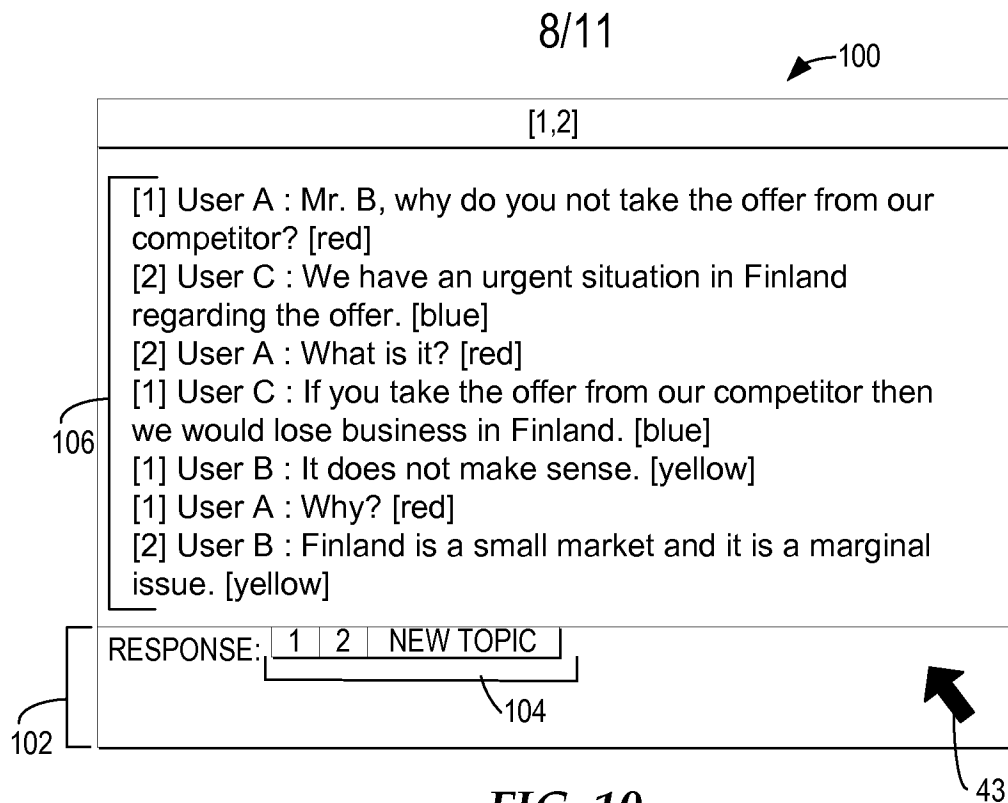 8/11
100
[1,2]
[1] User A : Mr. B, why do you not take the offer from our
competitor? [red]
[2] User C : We have an urgent situation in Finland
regarding the offer. [blue]
[2] User A : What is it? [red]
[1] User C : If you take the offer from our competitor then
we would lose business in Finland. [blue]
106
[1] User B : It does not make sense. [yellow]
[1] User A : Why? [red]
[2] User B : Finland is a small market and it is a marginal
issue. [yellow]
RESPONSE: 1 2 NEW TOPIC
104
102
43
FIG. 10